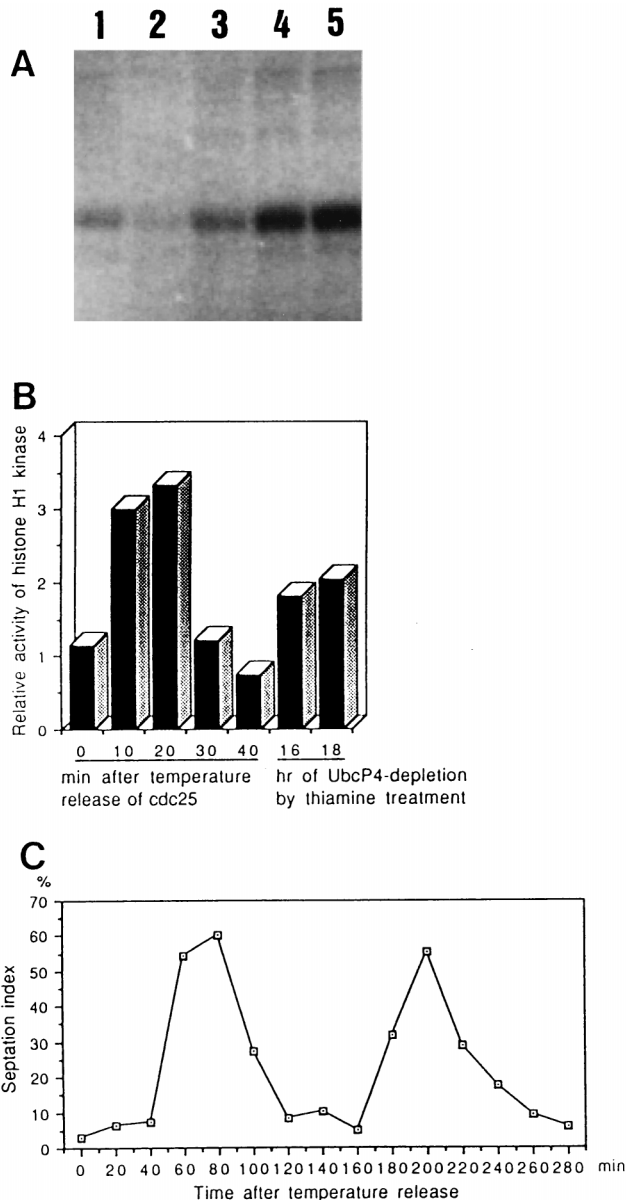 1 2 3 4 5
A
B
Relative activity of histone H1 kinase
4
3
2
1
0
0 10 20 30 40 16 18
min after temperature release of cdc25
hr of UbcP4-depletion by thiamine treatment
C
%
Septation index
70
60
50
40
30
20
10
0
0 20 40 60 80 100 120 140 160 180 200 220 240 260 280 min
Time after temperature release